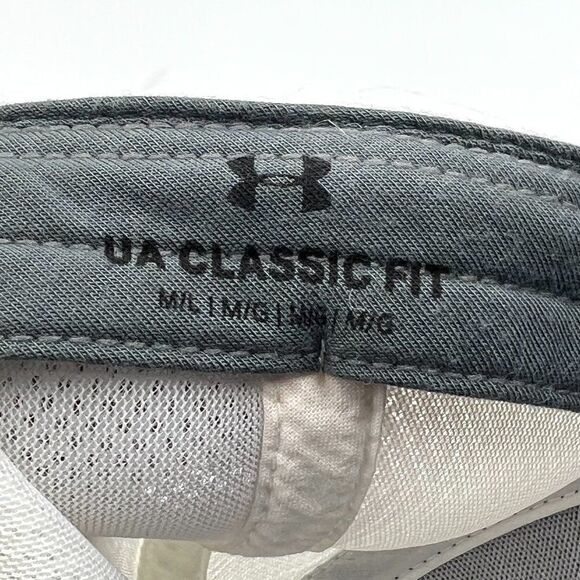 UA CLASSIC FIT
M/L | M/G | M/G / M/G